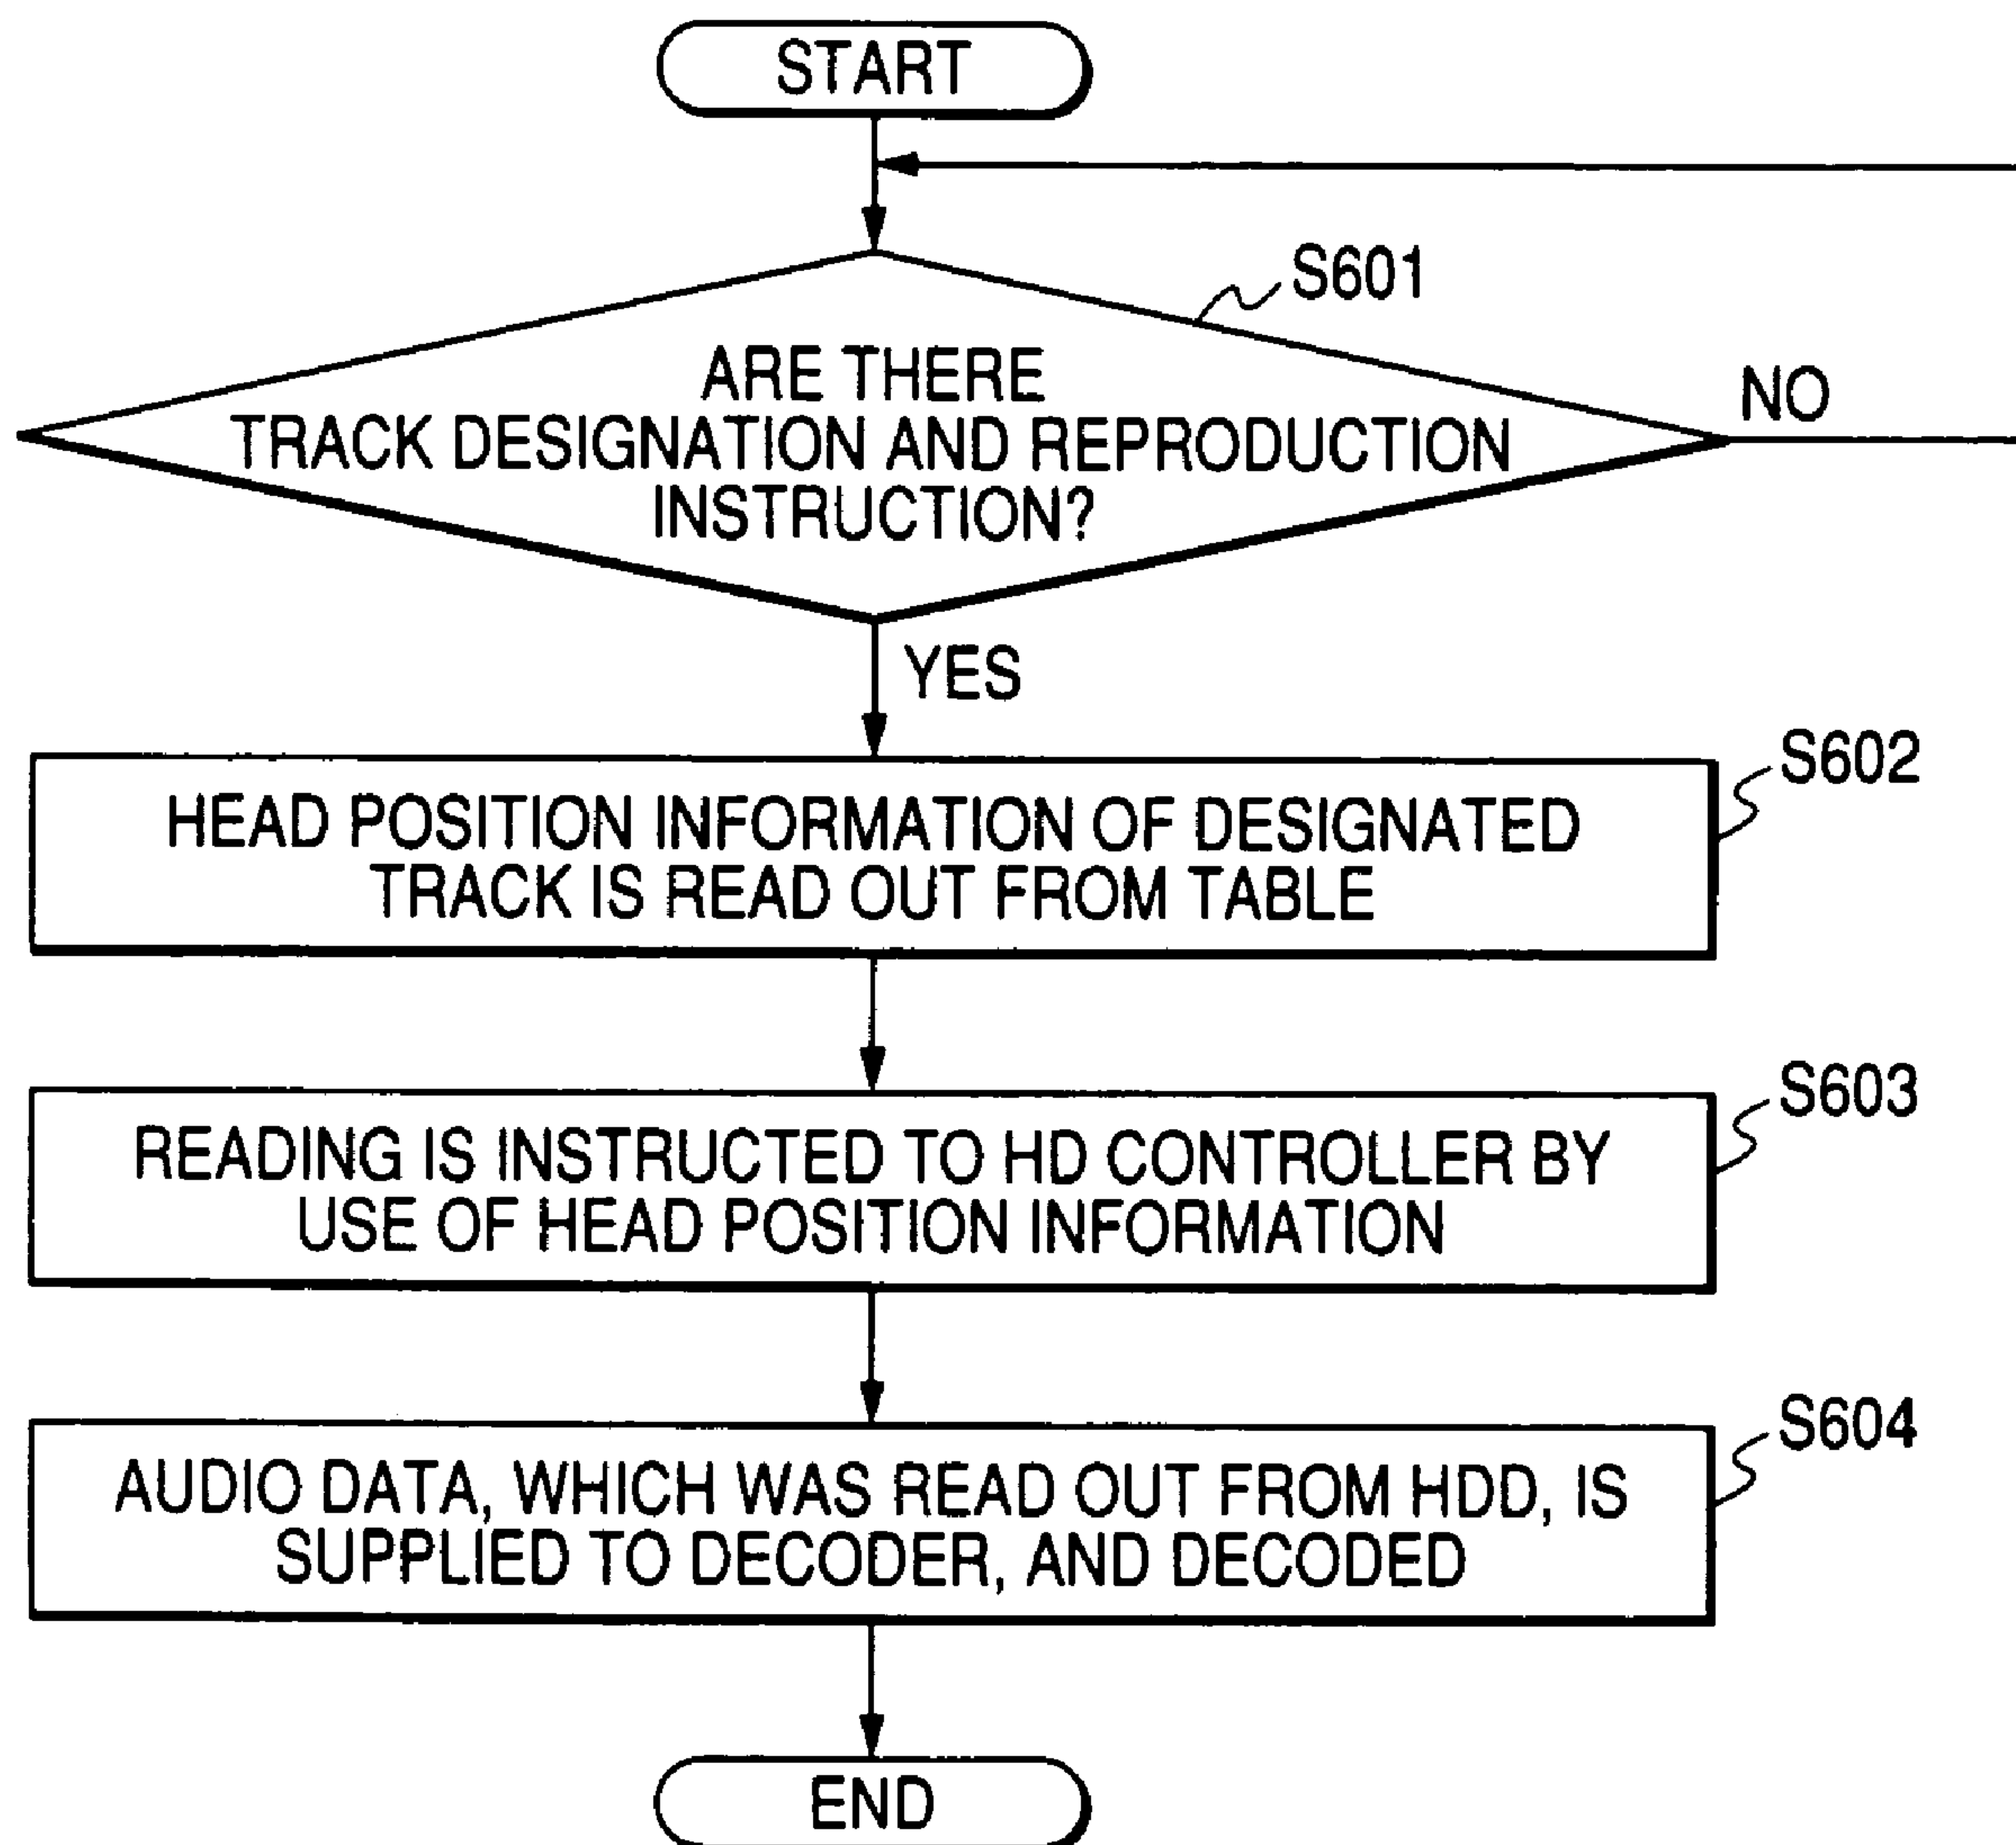 START
S601
ARE THERE
TRACK DESIGNATION AND REPRODUCTION
INSTRUCTION?
NO
YES
S602
HEAD POSITION INFORMATION OF DESIGNATED
TRACK IS READ OUT FROM TABLE
S603
READING IS INSTRUCTED TO HD CONTROLLER BY
USE OF HEAD POSITION INFORMATION
S604
AUDIO DATA, WHICH WAS READ OUT FROM HDD, IS
SUPPLIED TO DECODER, AND DECODED
END